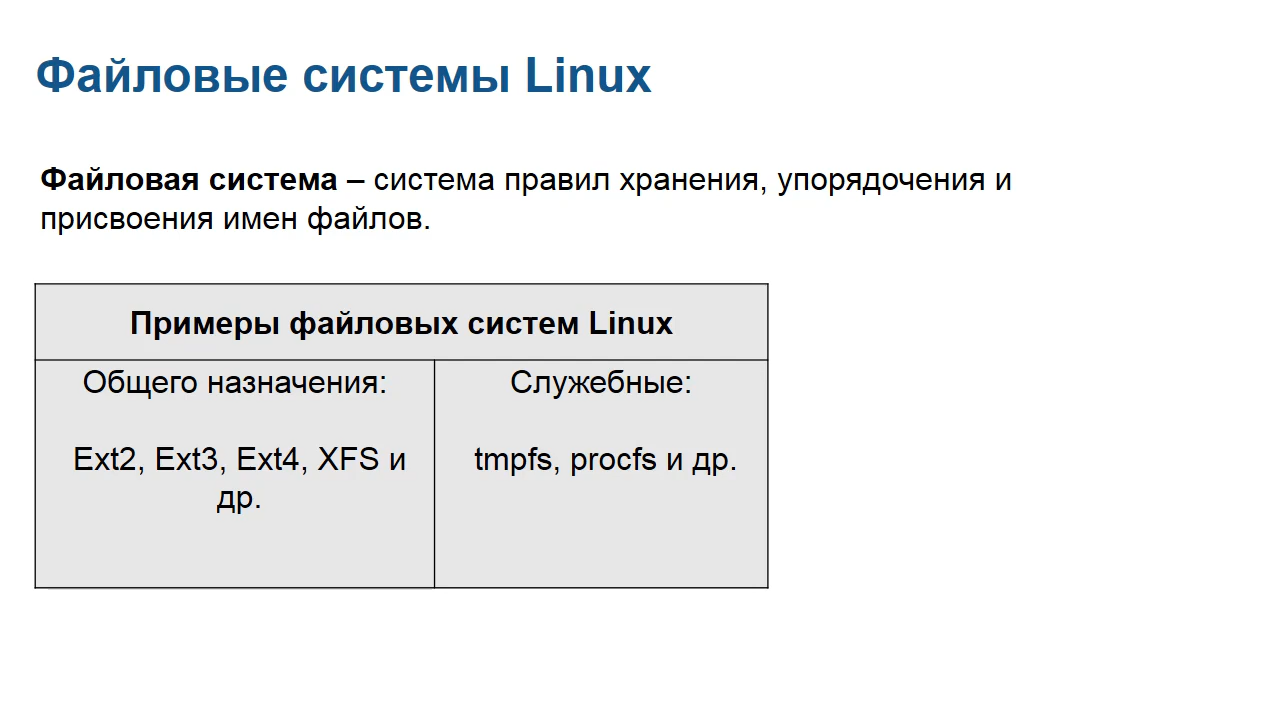 Файловые системы Linux
Файловая система – система правил хранения, упорядочения и
присвоения имен файлов.
Примеры файловых систем Linux
Общего назначения:
Ext2, Ext3, Ext4, XFS и
др.
Служебные:
tmpfs, procfs и др.